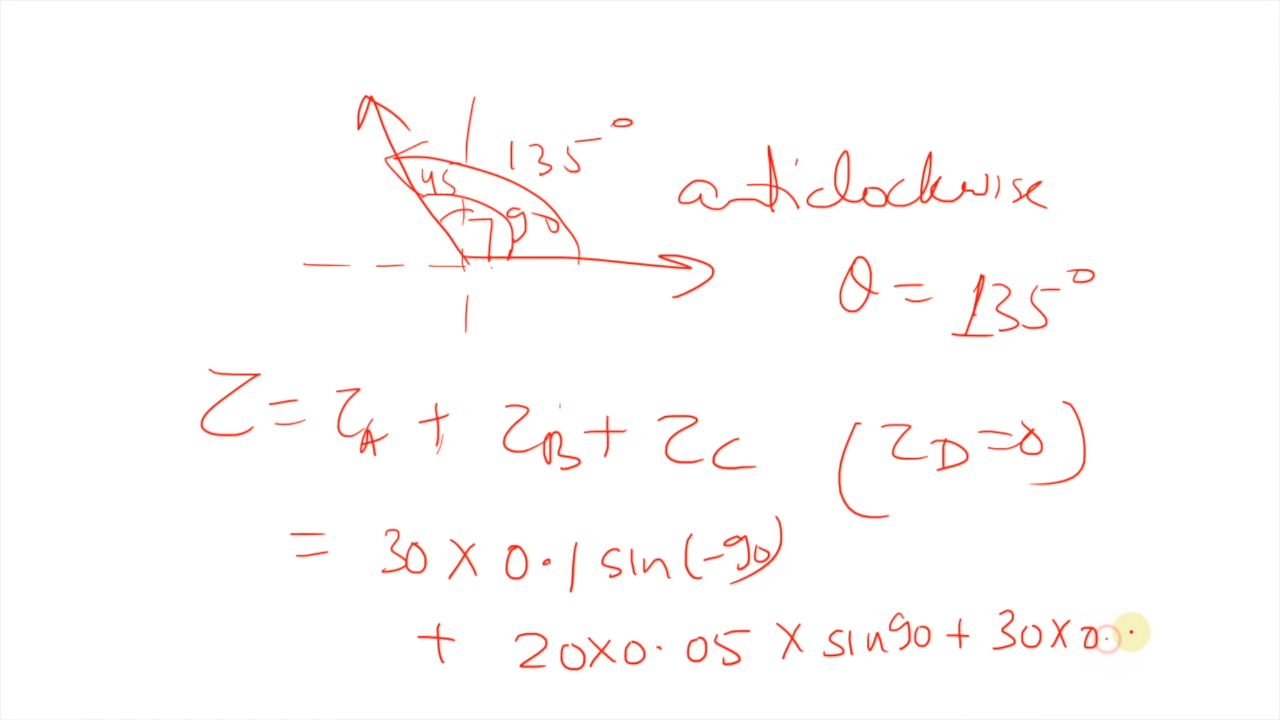 135°
45
90
anticlockwise
θ = 135°
τ = τA + τB + τC (τD = 0)
= 30 × 0.1 sin(-90)
+ 20 × 0.05 × sin90 + 30 × 0.